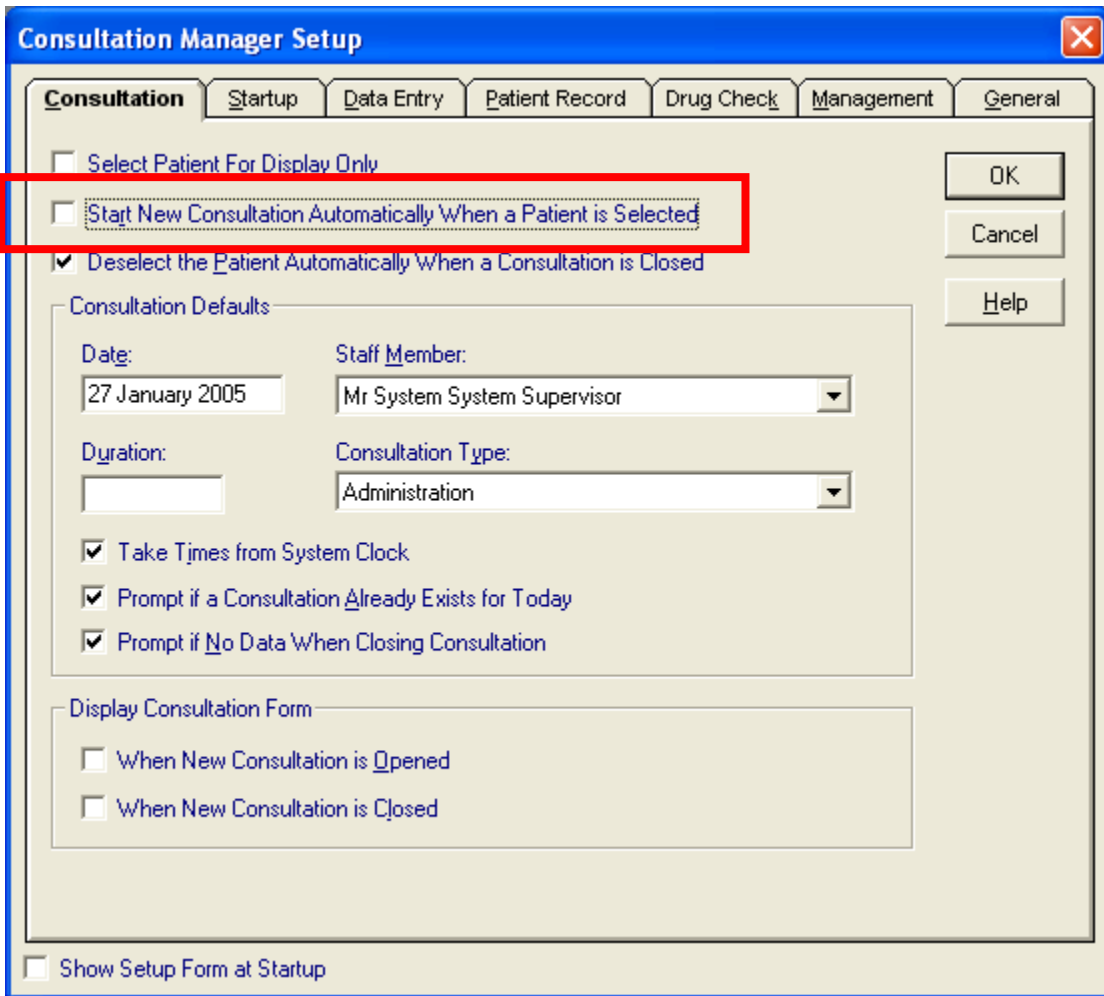 Consultation Manager Setup
Consultation Startup Data Entry Patient Record Drug Check Management General
Select Patient For Display Only
OK
Start New Consultation Automatically When a Patient is Selected
Cancel
Deselect the Patient Automatically When a Consultation is Closed
Help
Consultation Defaults
Date: Staff Member:
27 January 2005 Mr System System Supervisor
Duration: Consultation Type:
Administration
Take Times from System Clock
Prompt if a Consultation Already Exists for Today
Prompt if No Data When Closing Consultation
Display Consultation Form
When New Consultation is Opened
When New Consultation is Closed
Show Setup Form at Startup